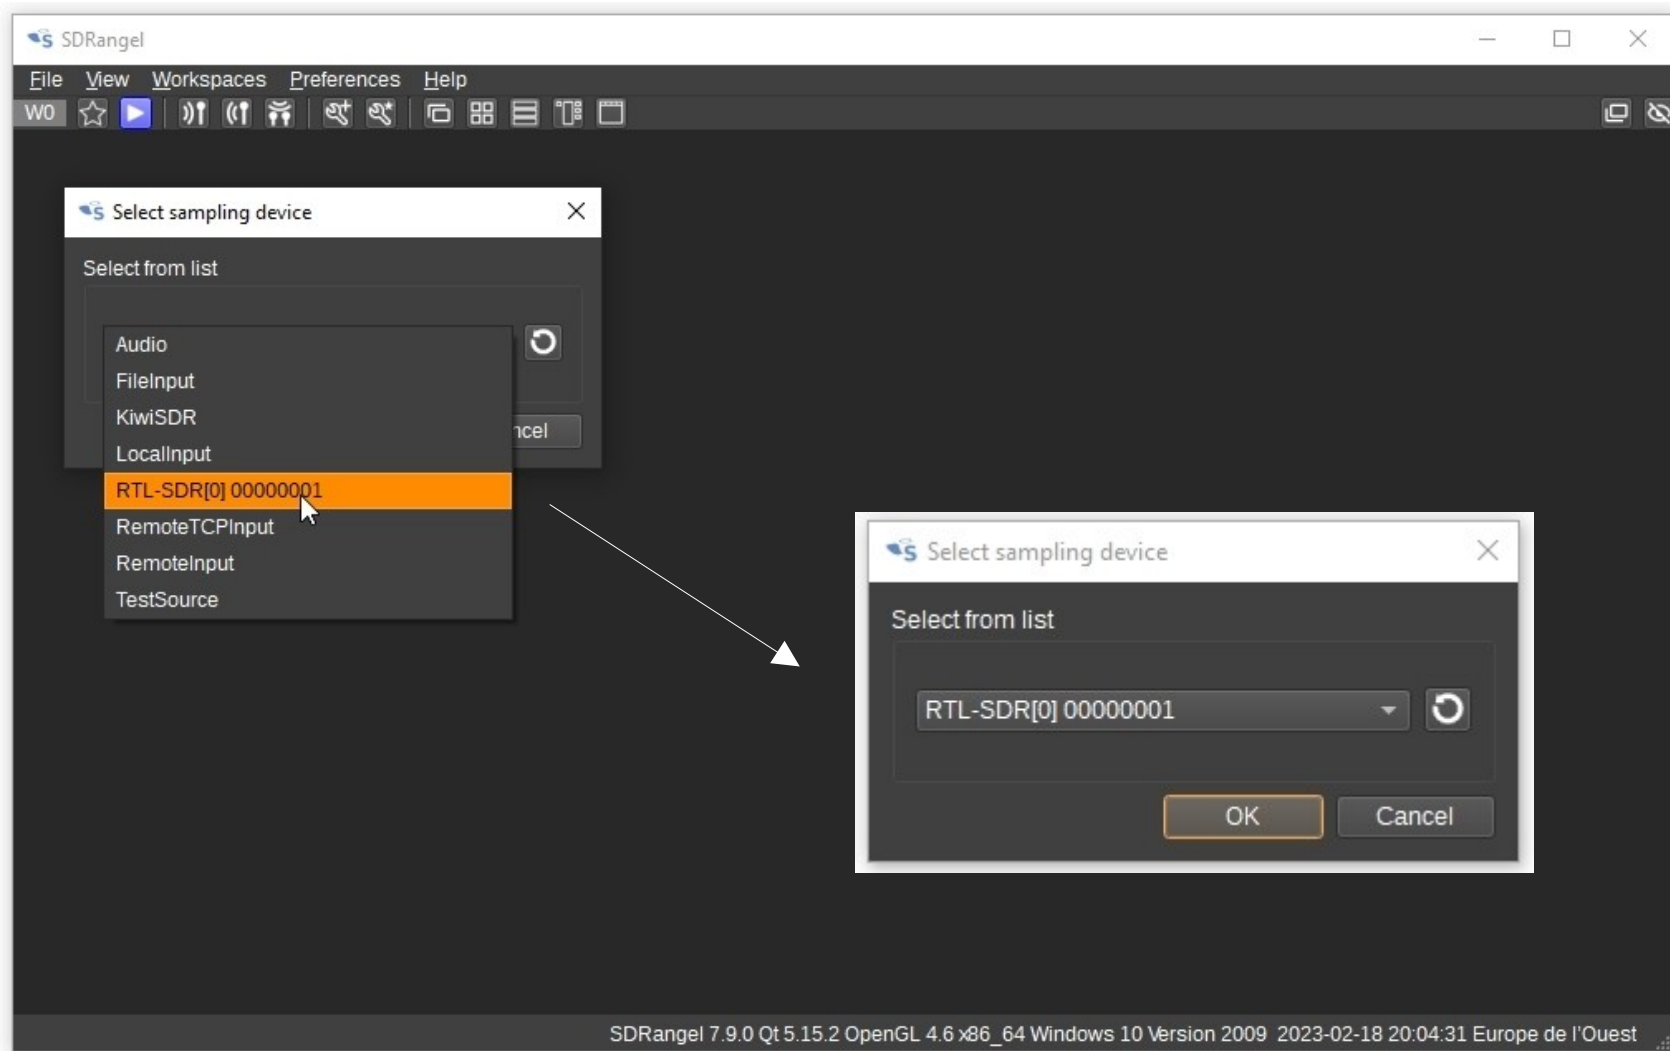 SDRangel
File View Workspaces Preferences Help
W0
Select sampling device
Select from list
Audio
FileInput
KiwiSDR
LocalInput
ncel
RTL-SDR[0] 00000001
RemoteTCPInput
RemoteInput
TestSource
Select sampling device
Select from list
RTL-SDR[0] 00000001
OK Cancel
SDRangel 7.9.0 Qt 5.15.2 OpenGL 4.6 x86_64 Windows 10 Version 2009 2023-02-18 20:04:31 Europe de l'Ouest